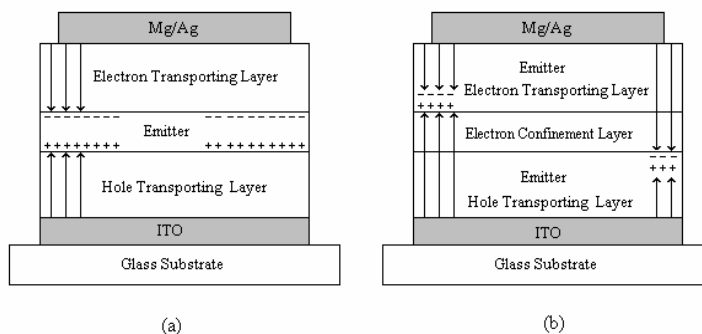 Mg/Ag
Electron Transporting Layer
– – – – – – – –   – – – – – – – – – –
Emitter
+ + + + + + + +   + + + + + + + + + +
Hole Transporting Layer
ITO
Glass Substrate
(a)
Mg/Ag
Emitter
Electron Transporting Layer
– – – –
+ + + +
Electron Confinement Layer
– – –
+ + +
Emitter
Hole Transporting Layer
ITO
Glass Substrate
(b)